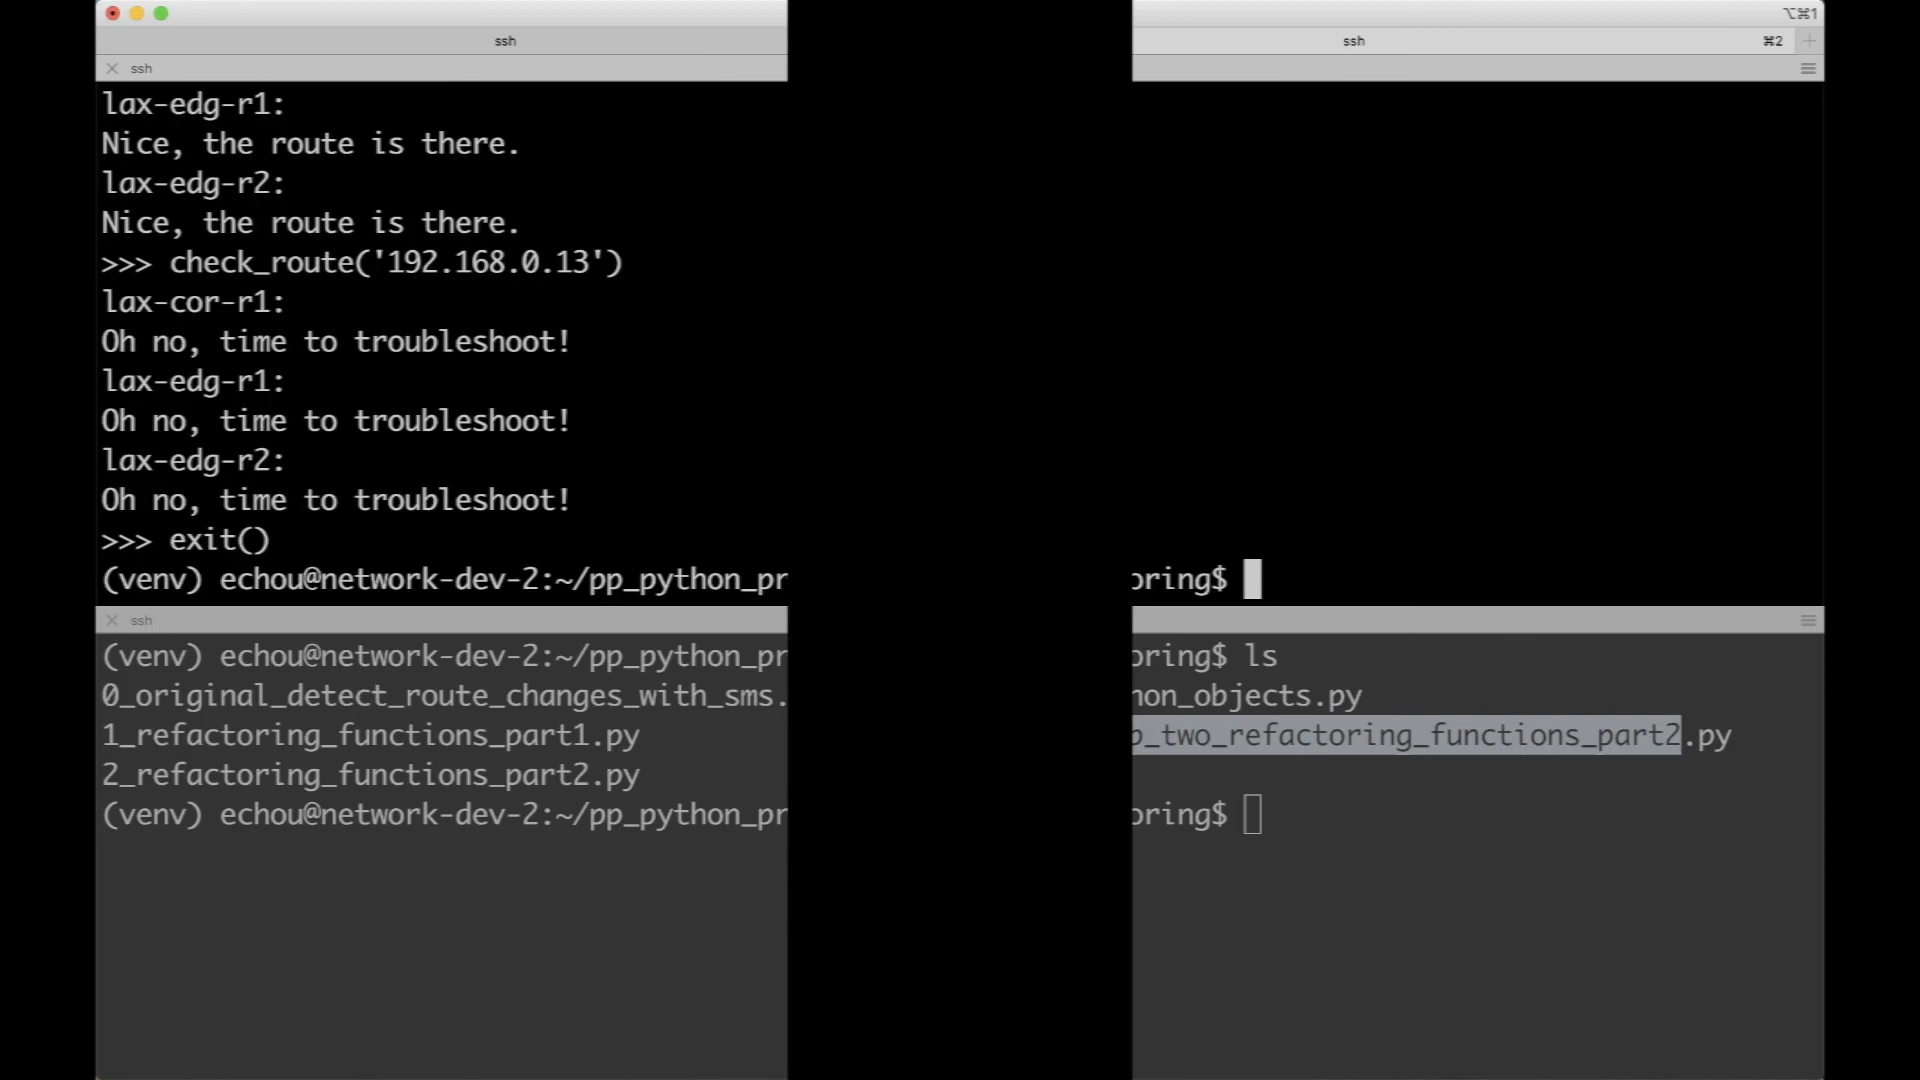 ⌥⌘1
ssh ssh ⌘2
ssh
lax-edg-r1:
Nice, the route is there.
lax-edg-r2:
Nice, the route is there.
>>> check_route('192.168.0.13')
lax-cor-r1:
Oh no, time to troubleshoot!
lax-edg-r1:
Oh no, time to troubleshoot!
lax-edg-r2:
Oh no, time to troubleshoot!
>>> exit()
(venv) echou@network-dev-2:~/pp_python_pr oring$
ssh
(venv) echou@network-dev-2:~/pp_python_pr oring$ ls
0_original_detect_route_changes_with_sms. non_objects.py
1_refactoring_functions_part1.py _two_refactoring_functions_part2.py
2_refactoring_functions_part2.py
(venv) echou@network-dev-2:~/pp_python_pr oring$